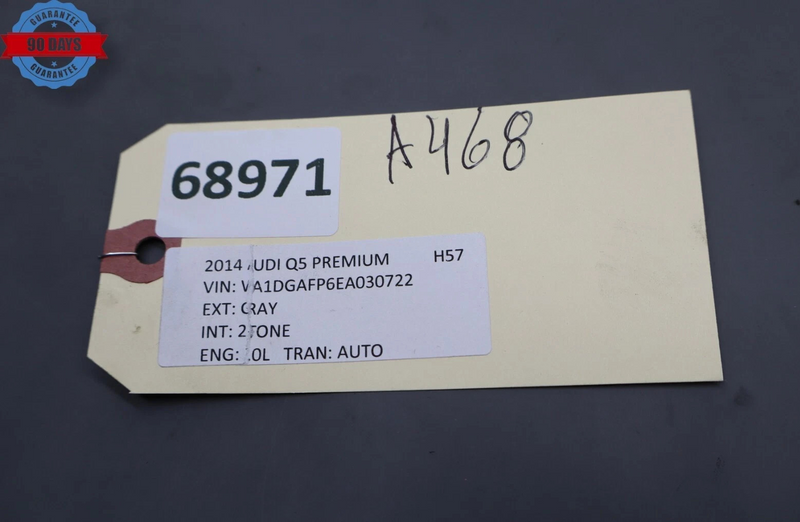 GUARANTEE
90 DAYS
GUARANTEE
A468
68971
2014 AUDI Q5 PREMIUM H57
VIN: WA1DGAFP6EA030722
EXT: GRAY
INT: 2TONE
ENG: .0L TRAN: AUTO